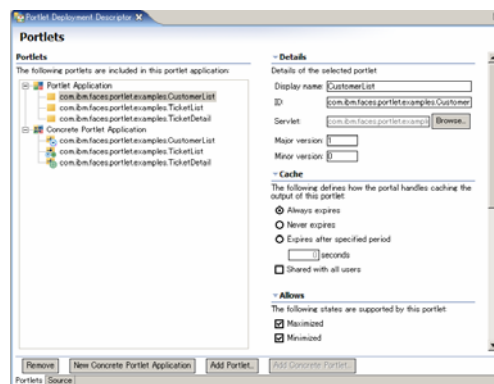 Portlet Deployment Descriptor
Portlets
Portlets
The following portlets are included in this portlet application:
Portlet Application
com.ibm.faces.portlet.examples.CustomerList
com.ibm.faces.portlet.examples.TicketList
com.ibm.faces.portlet.examples.TicketDetail
Concrete Portlet Application
com.ibm.faces.portlet.examples.CustomerList
com.ibm.faces.portlet.examples.TicketList
com.ibm.faces.portlet.examples.TicketDetail
Remove
New Concrete Portlet Application
Add Portlet...
Add Concrete Portlet...
Details
Details of the selected portlet
Display name: CustomerList
ID: com.ibm.faces.portlet.examples.Customer
Servlet: com.ibm.faces.portlet.exampl Browse...
Major version: 1
Minor version: 0
Cache
The following defines how the portal handles caching the
output of this portlet:
Always expires
Never expires
Expires after specified period
0 seconds
Shared with all users
Allows
The following states are supported by this portlet
Maximized
Minimized
Portlets Source